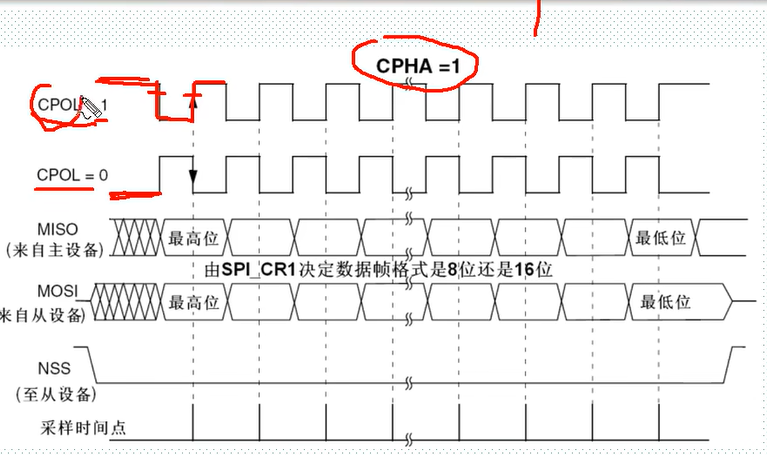 CPHA =1
CPOL 1
CPOL = 0
MISO
(来自主设备)
最高位
最低位
由SPI_CR1决定数据帧格式是8位还是16位
MOSI
来自从设备)
最高位
最低位
NSS
(至从设备)
采样时间点